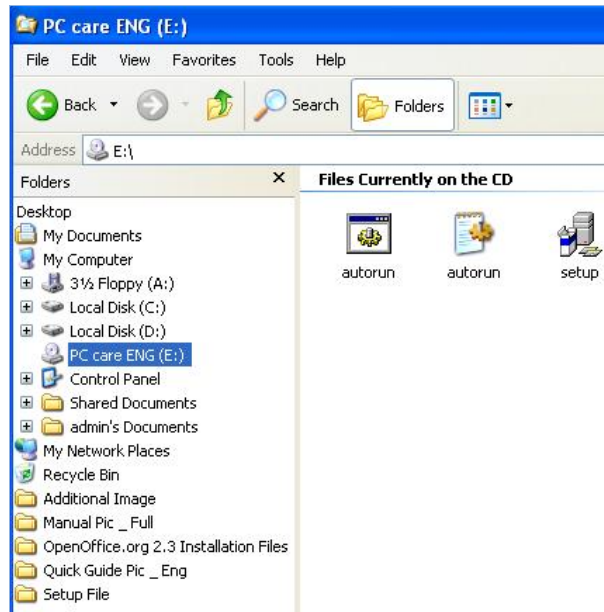 PC care ENG (E:)
File Edit View Favorites Tools Help
Back Search Folders
Address E:\
Folders × Files Currently on the CD
Desktop
My Documents
My Computer
3½ Floppy (A:)
Local Disk (C:)
Local Disk (D:)
PC care ENG (E:)
Control Panel
Shared Documents
admin's Documents
My Network Places
Recycle Bin
Additional Image
Manual Pic _ Full
OpenOffice.org 2.3 Installation Files
Quick Guide Pic _ Eng
Setup File
autorun autorun setup